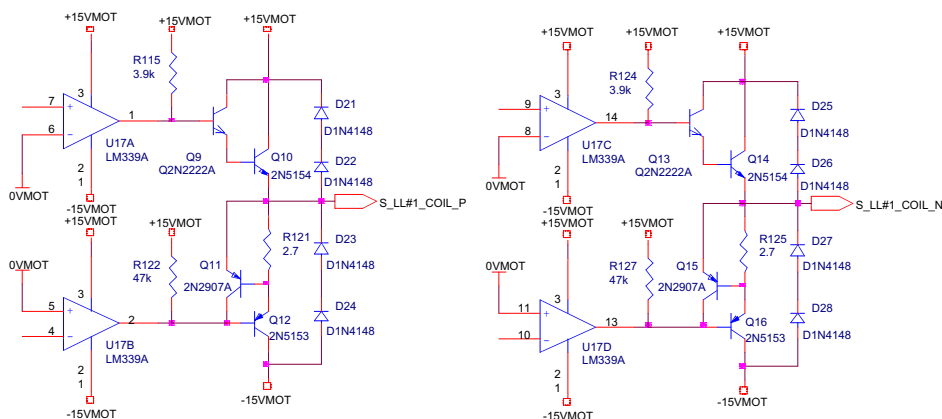 +15VMOT
+15VMOT
R115
3.9k
7
3
1
6
+
-
U17A
LM339A
2
1
0VMOT
-15VMOT
Q9
Q2N2222A
Q10
2N5154
D21
D1N4148
D22
D1N4148
S_LL#1_COIL_P
+15VMOT
+15VMOT
0VMOT
R122
47k
Q11
2N2907A
R121
2.7
D23
D1N4148
D24
D1N4148
5
3
2
4
+
-
U17B
LM339A
2
1
-15VMOT
Q12
2N5153
-15VMOT
+15VMOT
+15VMOT
+15VMOT
R124
3.9k
9
3
14
8
+
-
U17C
LM339A
2
1
0VMOT
-15VMOT
Q13
Q2N2222A
Q14
2N5154
D25
D1N4148
D26
D1N4148
S_LL#1_COIL_N
+15VMOT
+15VMOT
0VMOT
R127
47k
Q15
2N2907A
R125
2.7
D27
D1N4148
D28
D1N4148
11
3
13
10
+
-
U17D
LM339A
2
1
-15VMOT
Q16
2N5153
-15VMOT